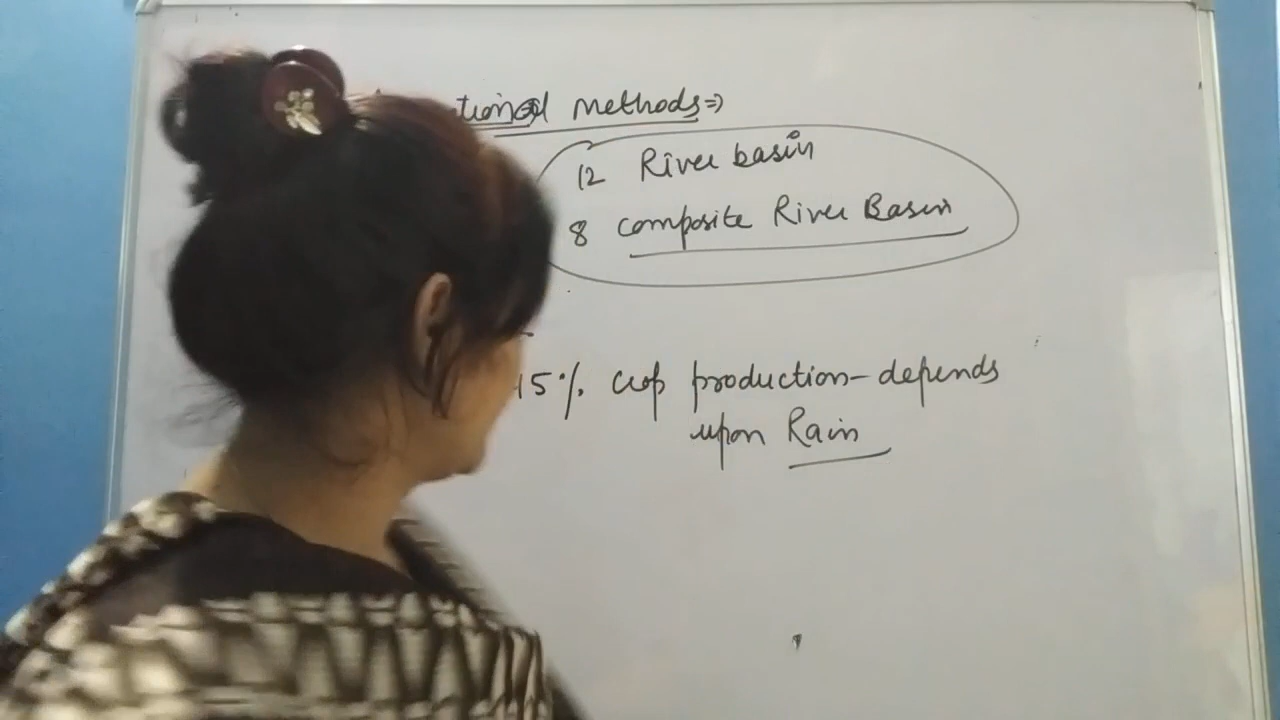 methods ⇒
12 River basin
8 composite River Basin
15% crop production - depends
upon Rain